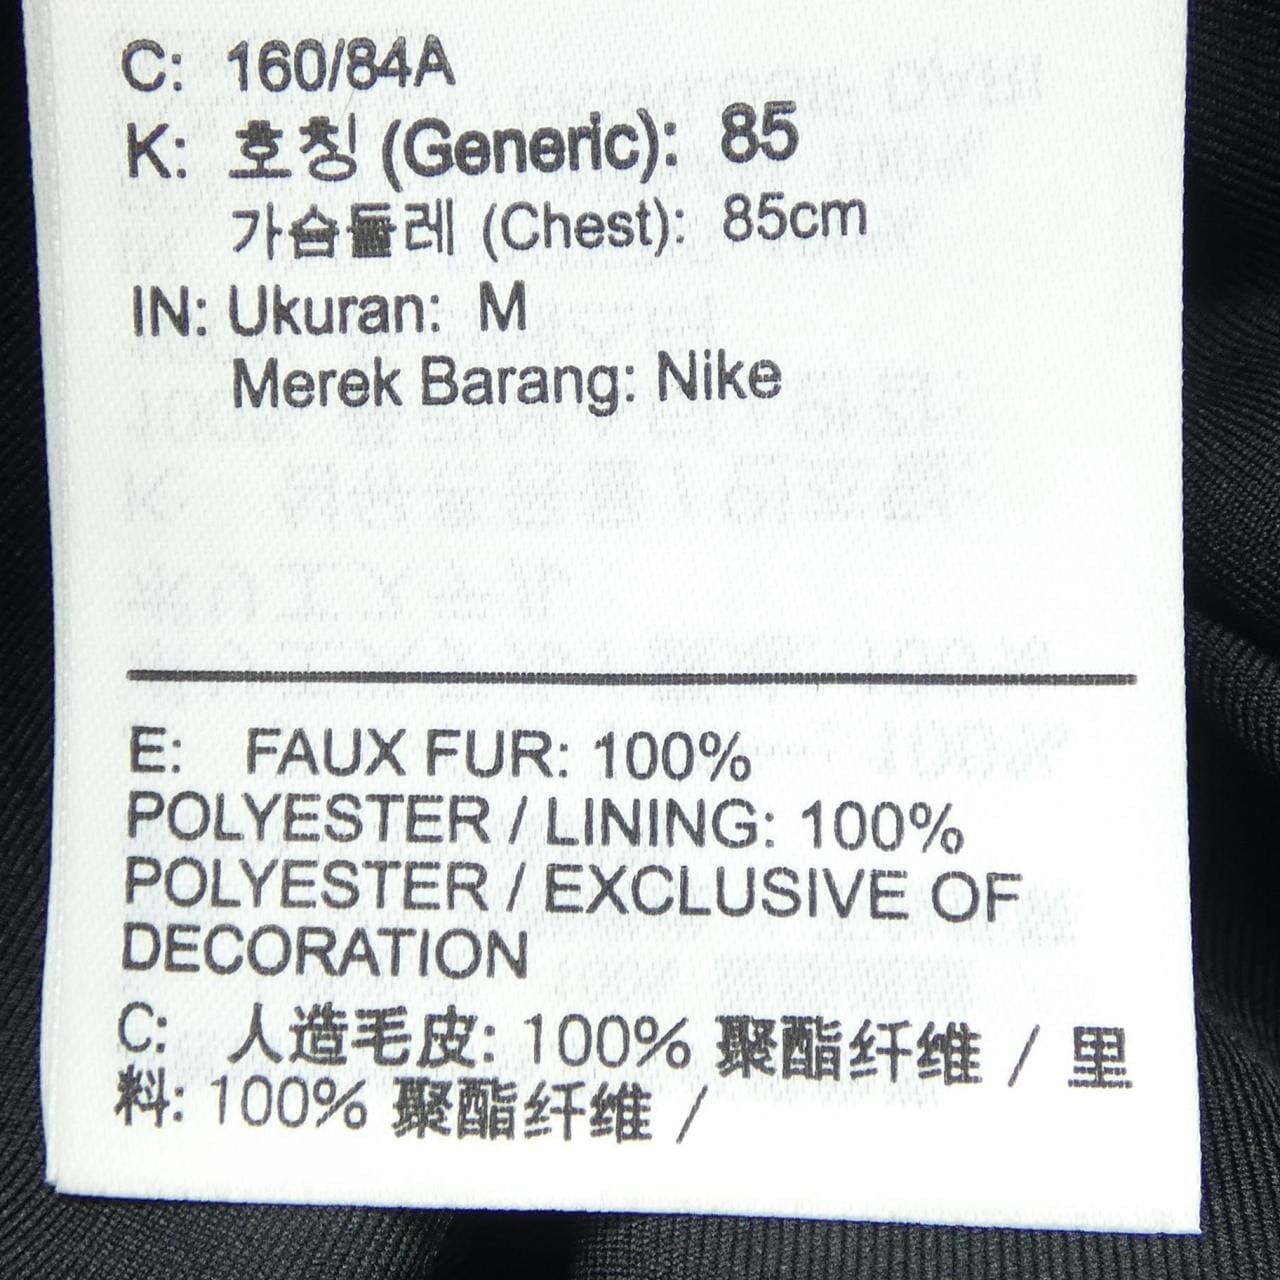 C: 160/84A
K: 호칭 (Generic): 85
가슴둘레 (Chest): 85cm
IN: Ukuran: M
Merek Barang: Nike
E: FAUX FUR: 100%
POLYESTER / LINING: 100%
POLYESTER / EXCLUSIVE OF
DECORATION
C: 人造毛皮: 100% 聚酯纤维 / 里
料: 100% 聚酯纤维 /